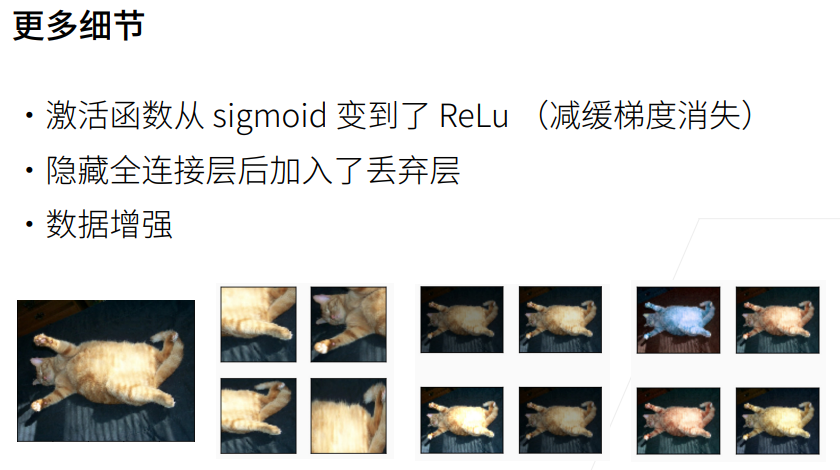 更多细节
• 激活函数从 sigmoid 变到了 ReLu （减缓梯度消失）
• 隐藏全连接层后加入了丢弃层
• 数据增强